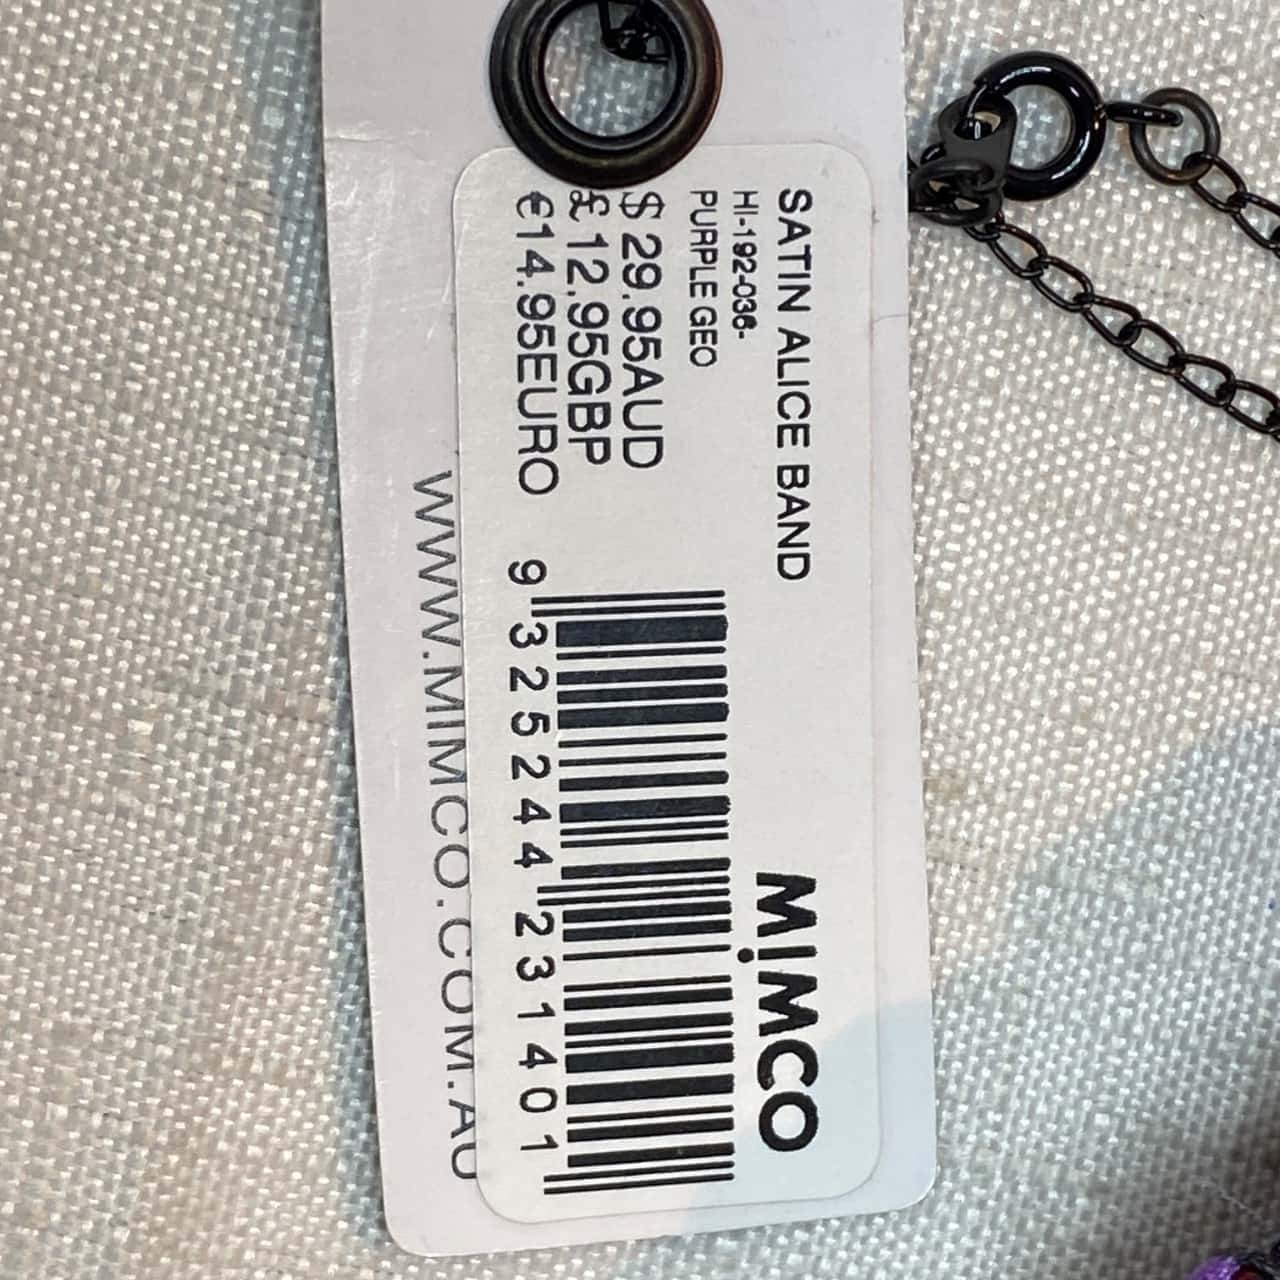 SATIN ALICE BAND
HI-192-036-
PURPLE GEO
$ 29.95AUD
£ 12.95GBP
€14.95EURO
MIMCO
9 325244 231401
WWW.MIMCO.COM.AU